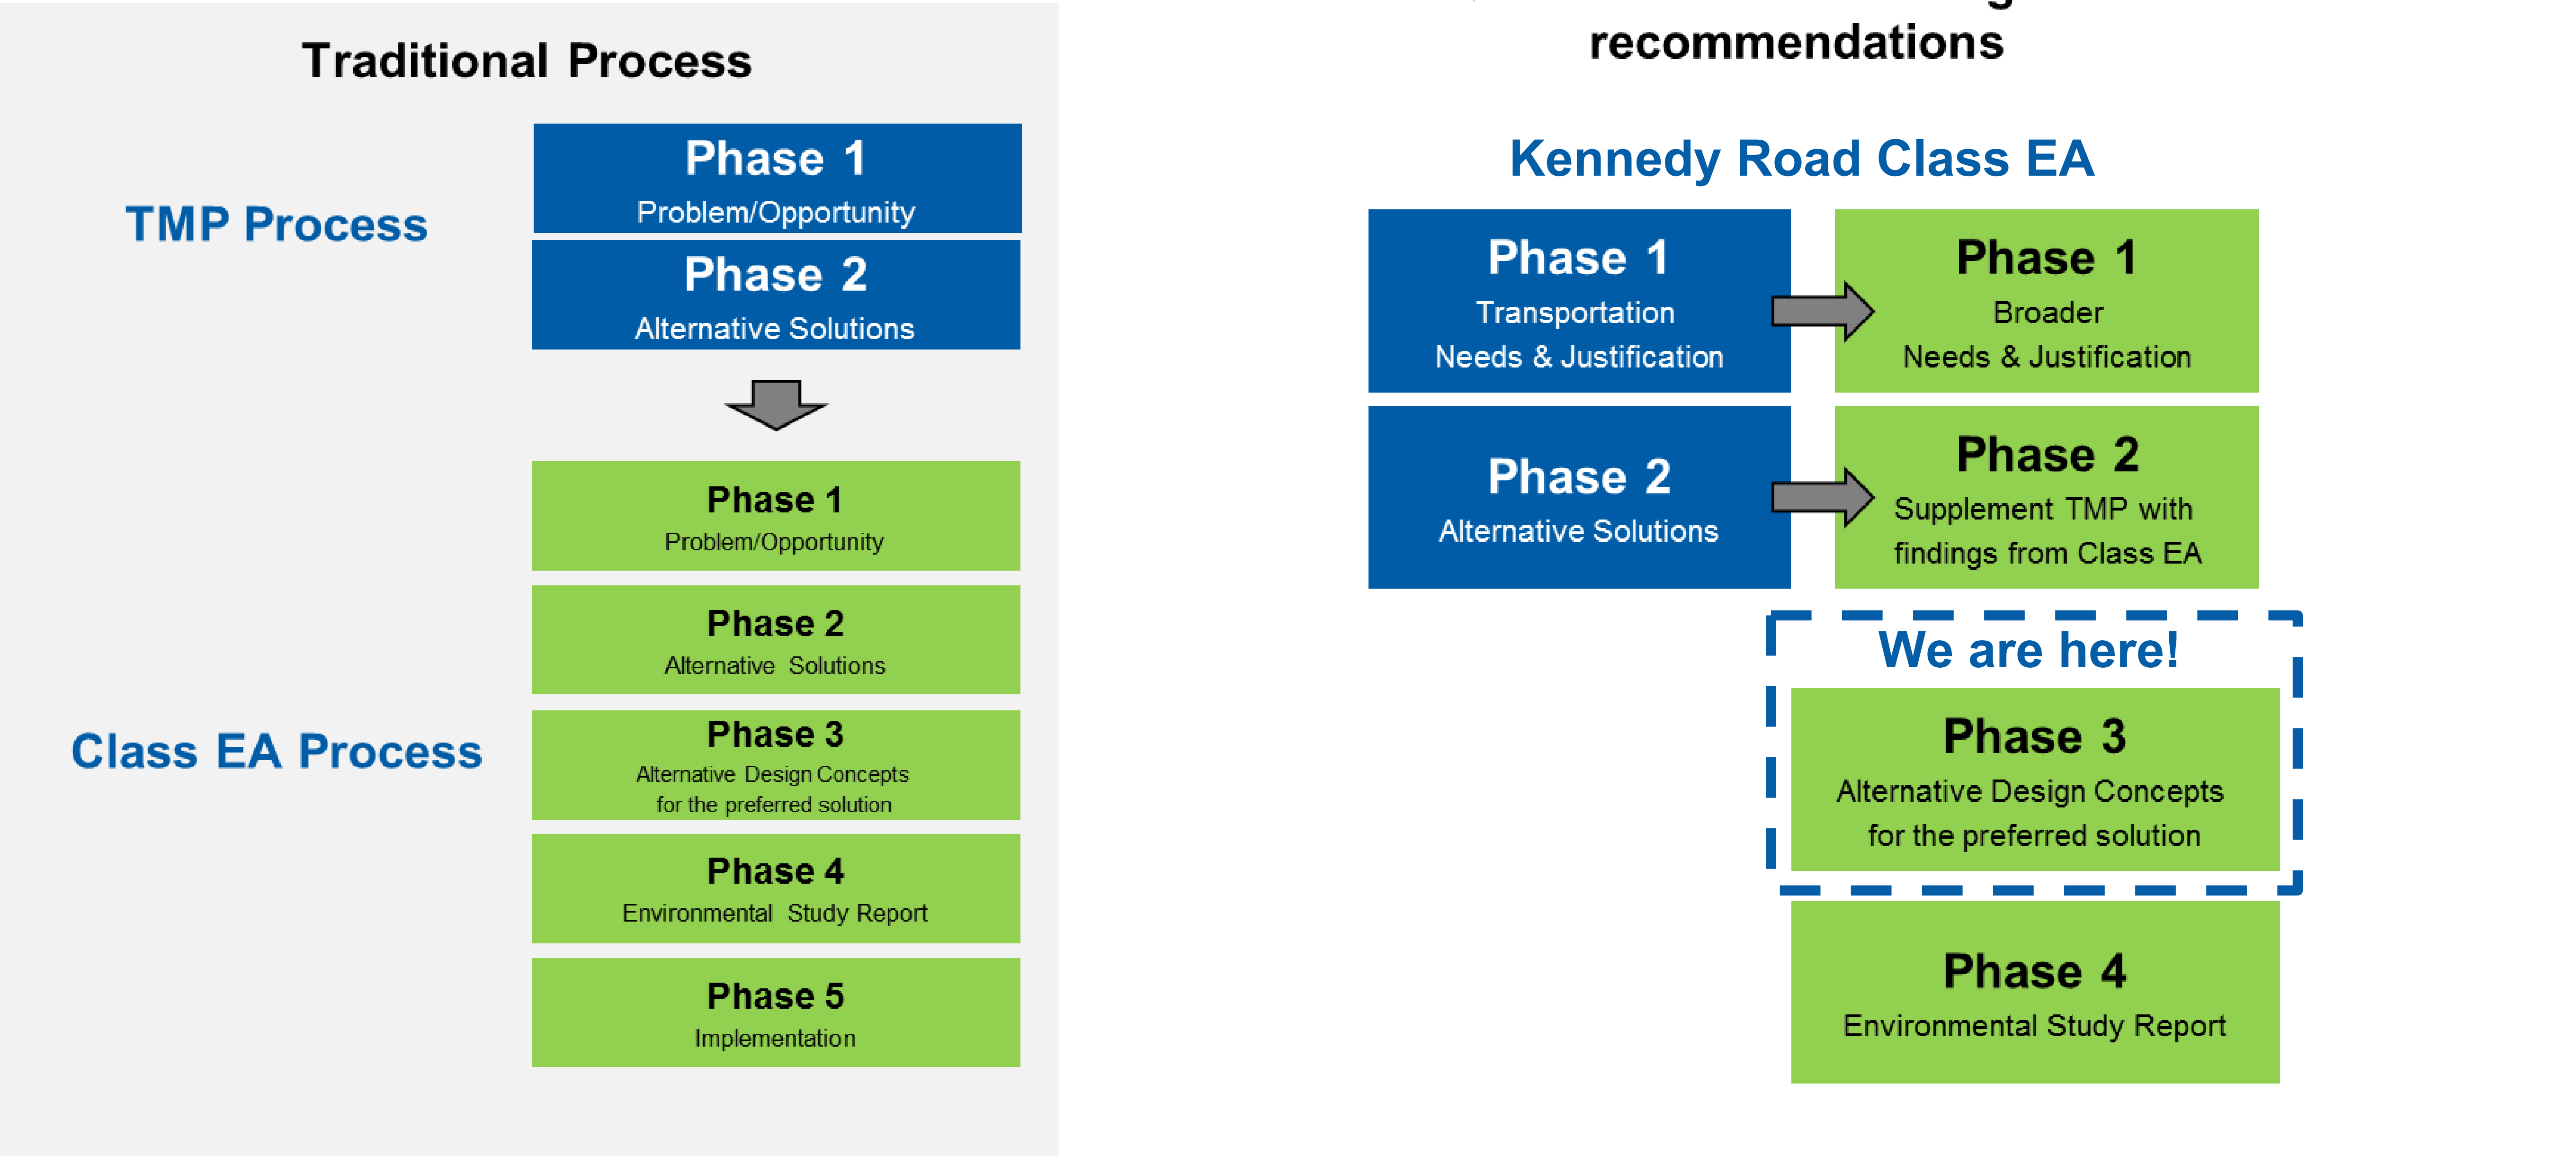 Traditional Process
TMP Process
Phase 1
Problem/Opportunity
Phase 2
Alternative Solutions
Class EA Process
Phase 1
Problem/Opportunity
Phase 2
Alternative Solutions
Phase 3
Alternative Design Concepts
for the preferred solution
Phase 4
Environmental Study Report
Phase 5
Implementation
recommendations
Kennedy Road Class EA
Phase 1
Transportation
Needs & Justification
Phase 1
Broader
Needs & Justification
Phase 2
Alternative Solutions
Phase 2
Supplement TMP with
findings from Class EA
We are here!
Phase 3
Alternative Design Concepts
for the preferred solution
Phase 4
Environmental Study Report